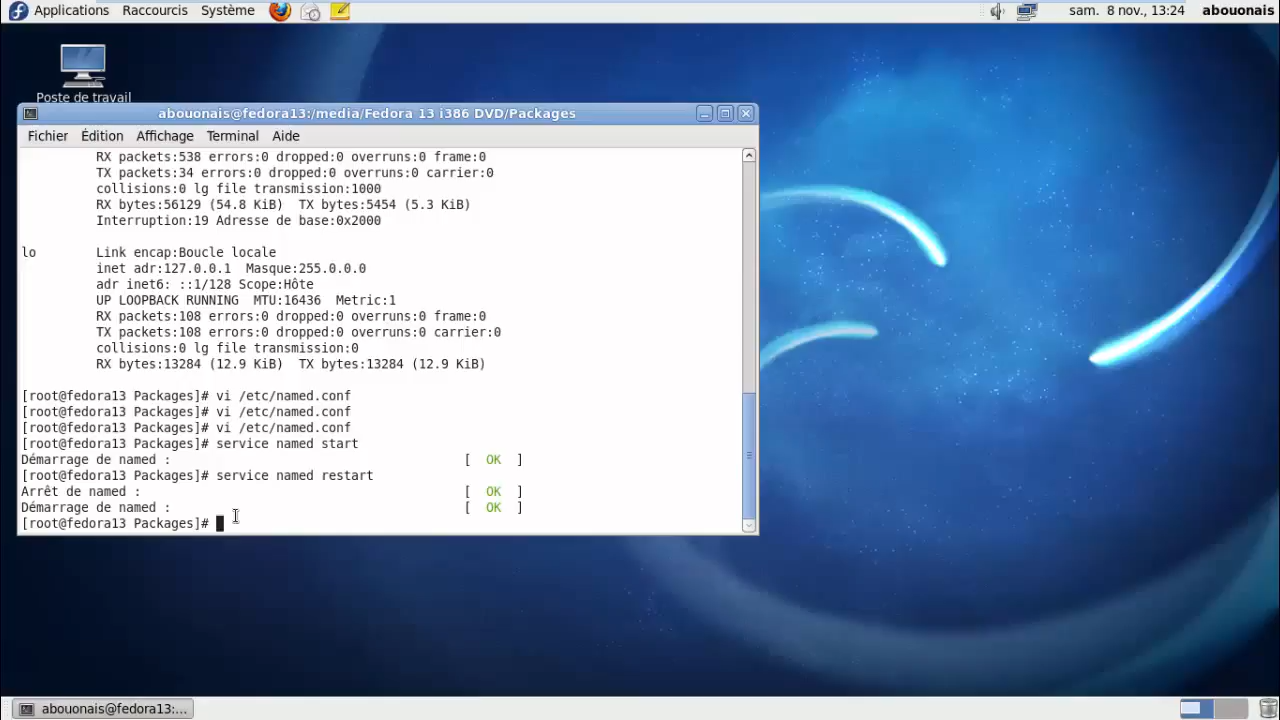 Applications Raccourcis Système sam. 8 nov., 13:24 abouonais
Poste de travail
abouonais@fedora13:/media/Fedora 13 i386 DVD/Packages
Fichier Édition Affichage Terminal Aide
RX packets:538 errors:0 dropped:0 overruns:0 frame:0
TX packets:34 errors:0 dropped:0 overruns:0 carrier:0
collisions:0 lg file transmission:1000
RX bytes:56129 (54.8 KiB)  TX bytes:5454 (5.3 KiB)
Interruption:19 Adresse de base:0x2000
lo Link encap:Boucle locale
inet adr:127.0.0.1  Masque:255.0.0.0
adr inet6: ::1/128 Scope:Hôte
UP LOOPBACK RUNNING  MTU:16436  Metric:1
RX packets:108 errors:0 dropped:0 overruns:0 frame:0
TX packets:108 errors:0 dropped:0 overruns:0 carrier:0
collisions:0 lg file transmission:0
RX bytes:13284 (12.9 KiB)  TX bytes:13284 (12.9 KiB)
[root@fedora13 Packages]# vi /etc/named.conf
[root@fedora13 Packages]# vi /etc/named.conf
[root@fedora13 Packages]# vi /etc/named.conf
[root@fedora13 Packages]# service named start
Démarrage de named : [  OK  ]
[root@fedora13 Packages]# service named restart
Arrêt de named : [  OK  ]
Démarrage de named : [  OK  ]
[root@fedora13 Packages]#
abouonais@fedora13:...